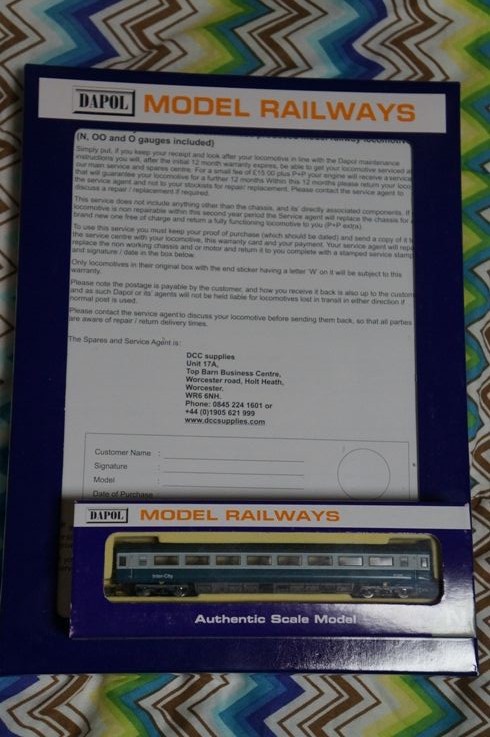 DAPOL MODEL RAILWAYS
(N, OO and O gauges included)
Simply put, if you keep your receipt and look after your locomotive in line with the Dapol maintenance
instructions you will, after the initial 12 month warranty expires, be able to get your locomotive serviced at
our main service and spares centre. For a small fee of £15.00 plus P+P your engine will receive a service
that will guarantee your locomotive for a further 12 months Within this 12 months please return your loco
the service agent and not to your stockists for repair/ replacement. Please contact the service agent to
discuss a repair / replacement if required.
This service does not include anything other than the chassis, and its' directly associated components. If
locomotive is non repairable within this second year period the Service agent will replace the chassis for
brand new one free of charge and return a fully functioning locomotive to you (P+P extra).
To use this service you must keep your proof of purchase (which should be dated) and send a copy of it to
the service centre with your locomotive, this warranty card and your payment. Your service agent will
replace the non working chassis or motor and return it to you complete with a stamped service
and signature / date in the box below.
Only locomotives in their original box with the end sticker having a letter 'W' on it will be subject to this
warranty.
Please note the postage is payable by the customer, and how you receive it back is also up to the
and as such Dapol or its' agents will not be held liable for locomotives lost in transit in either direction if
normal post is used.
Please contact the service agent to discuss your locomotive before sending them back, so that all parties
are aware of repair / return delivery times.
The Spares and Service Agent is:
DCC supplies
Unit 17A,
Top Barn Business Centre,
Worcester road, Holt Heath,
Worcester.
WR6 6NH.
Phone: 0845 224 1601 or
+44 (0)1905 621 999
www.dccsupplies.com
Customer Name :
Signature :
Model :
Date of Purchase
DAPOL MODEL RAILWAYS
Inter-City
Authentic Scale Model